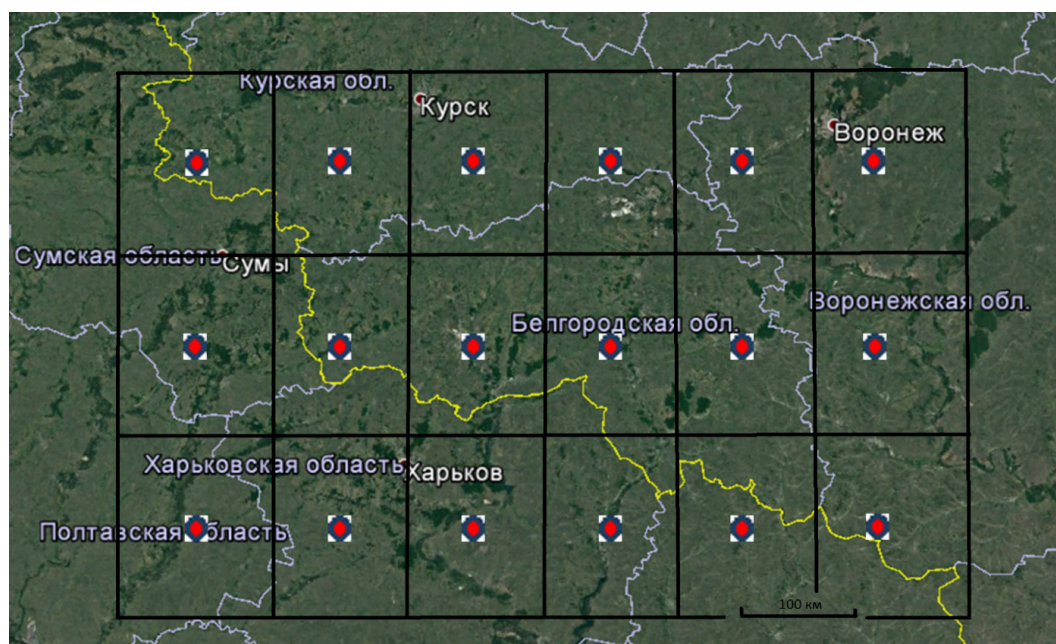 Курская обл.
Курск
Воронеж
Сумская область
Сумы
Воронежская обл.
Белгородская обл.
Харьковская область
Харьков
Полтавская область
100 км